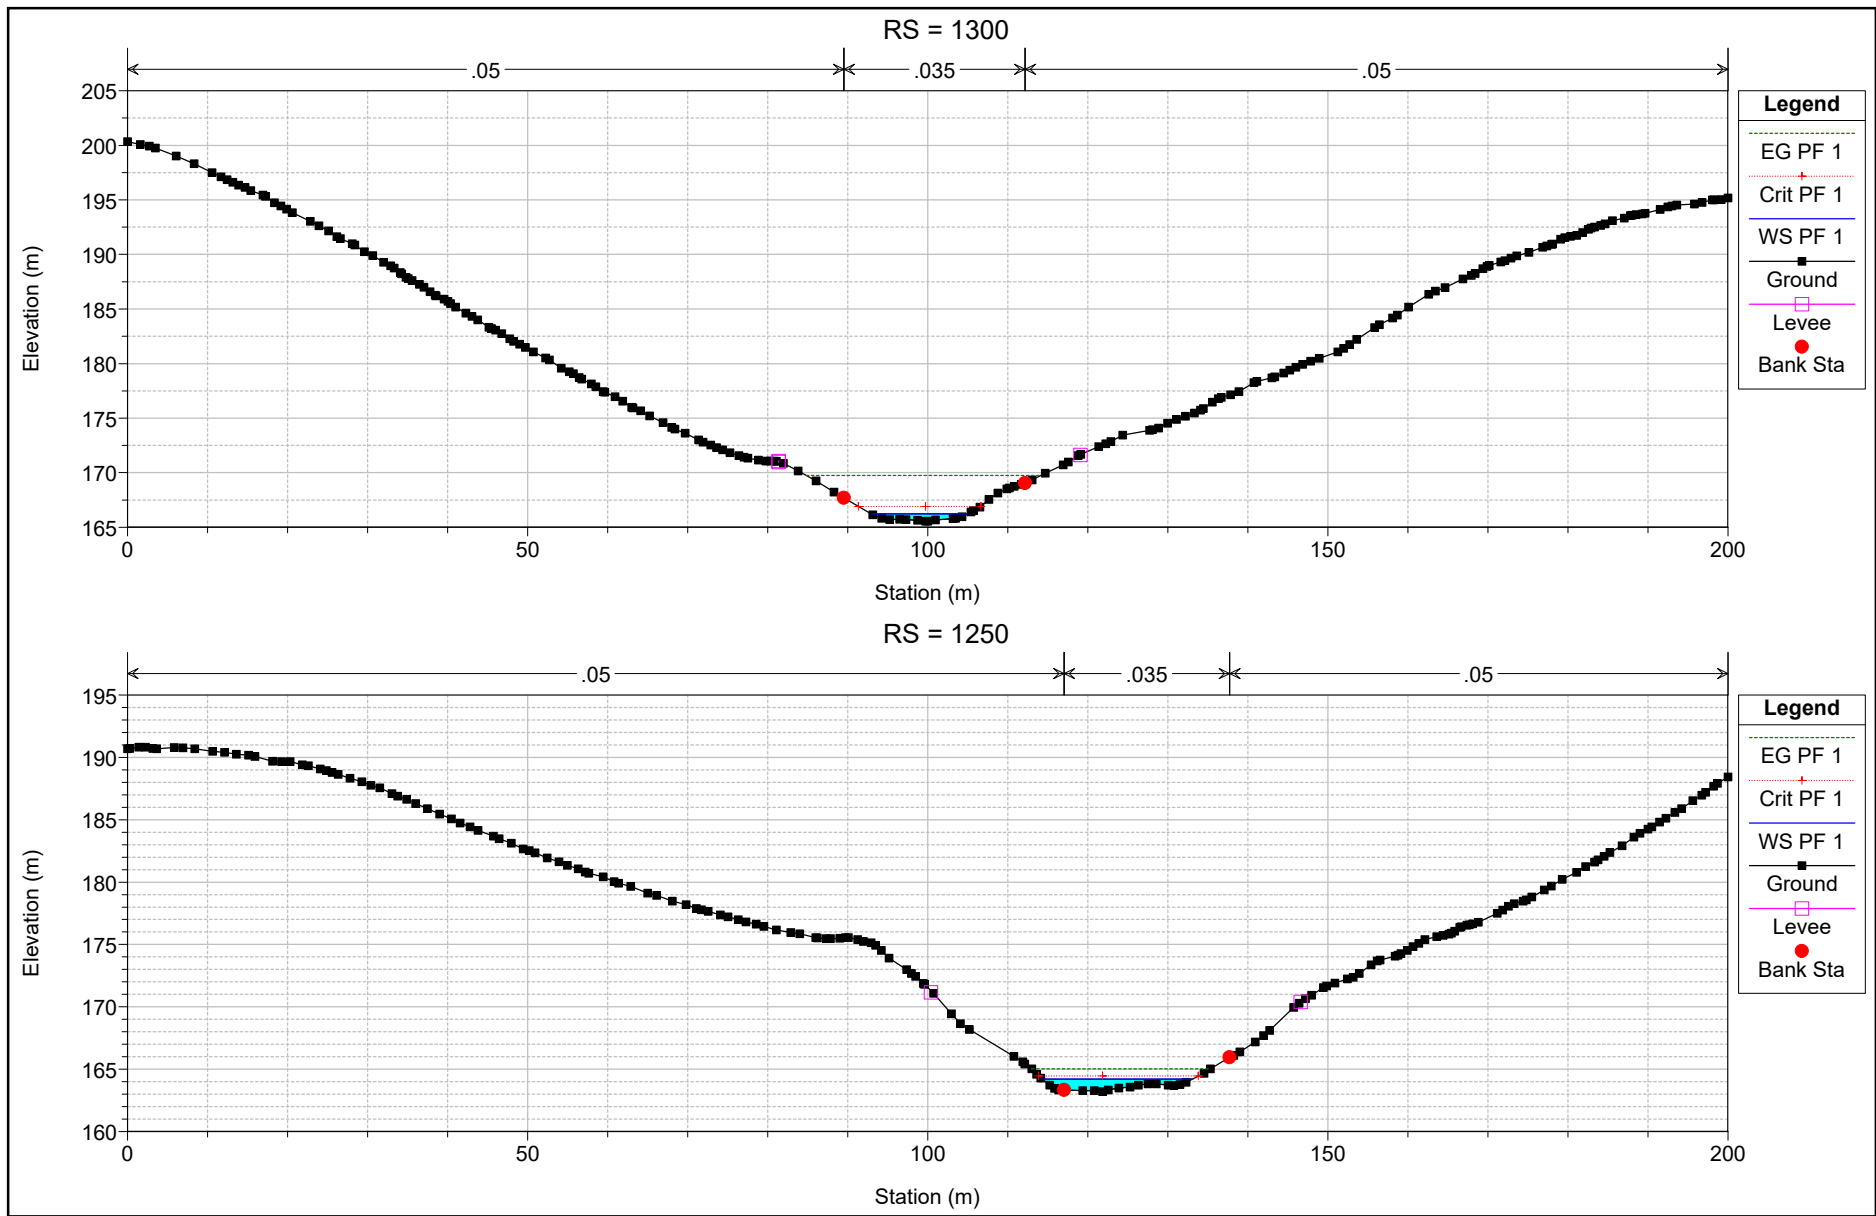 RS = 1300
.05 .035 .05
205
200
195
190
185
180
175
170
165
Elevation (m)
0 50 100 150 200
Station (m)
Legend
EG PF 1
Crit PF 1
WS PF 1
Ground
Levee
Bank Sta
RS = 1250
.05 .035 .05
195
190
185
180
175
170
165
160
Elevation (m)
0 50 100 150 200
Station (m)
Legend
EG PF 1
Crit PF 1
WS PF 1
Ground
Levee
Bank Sta